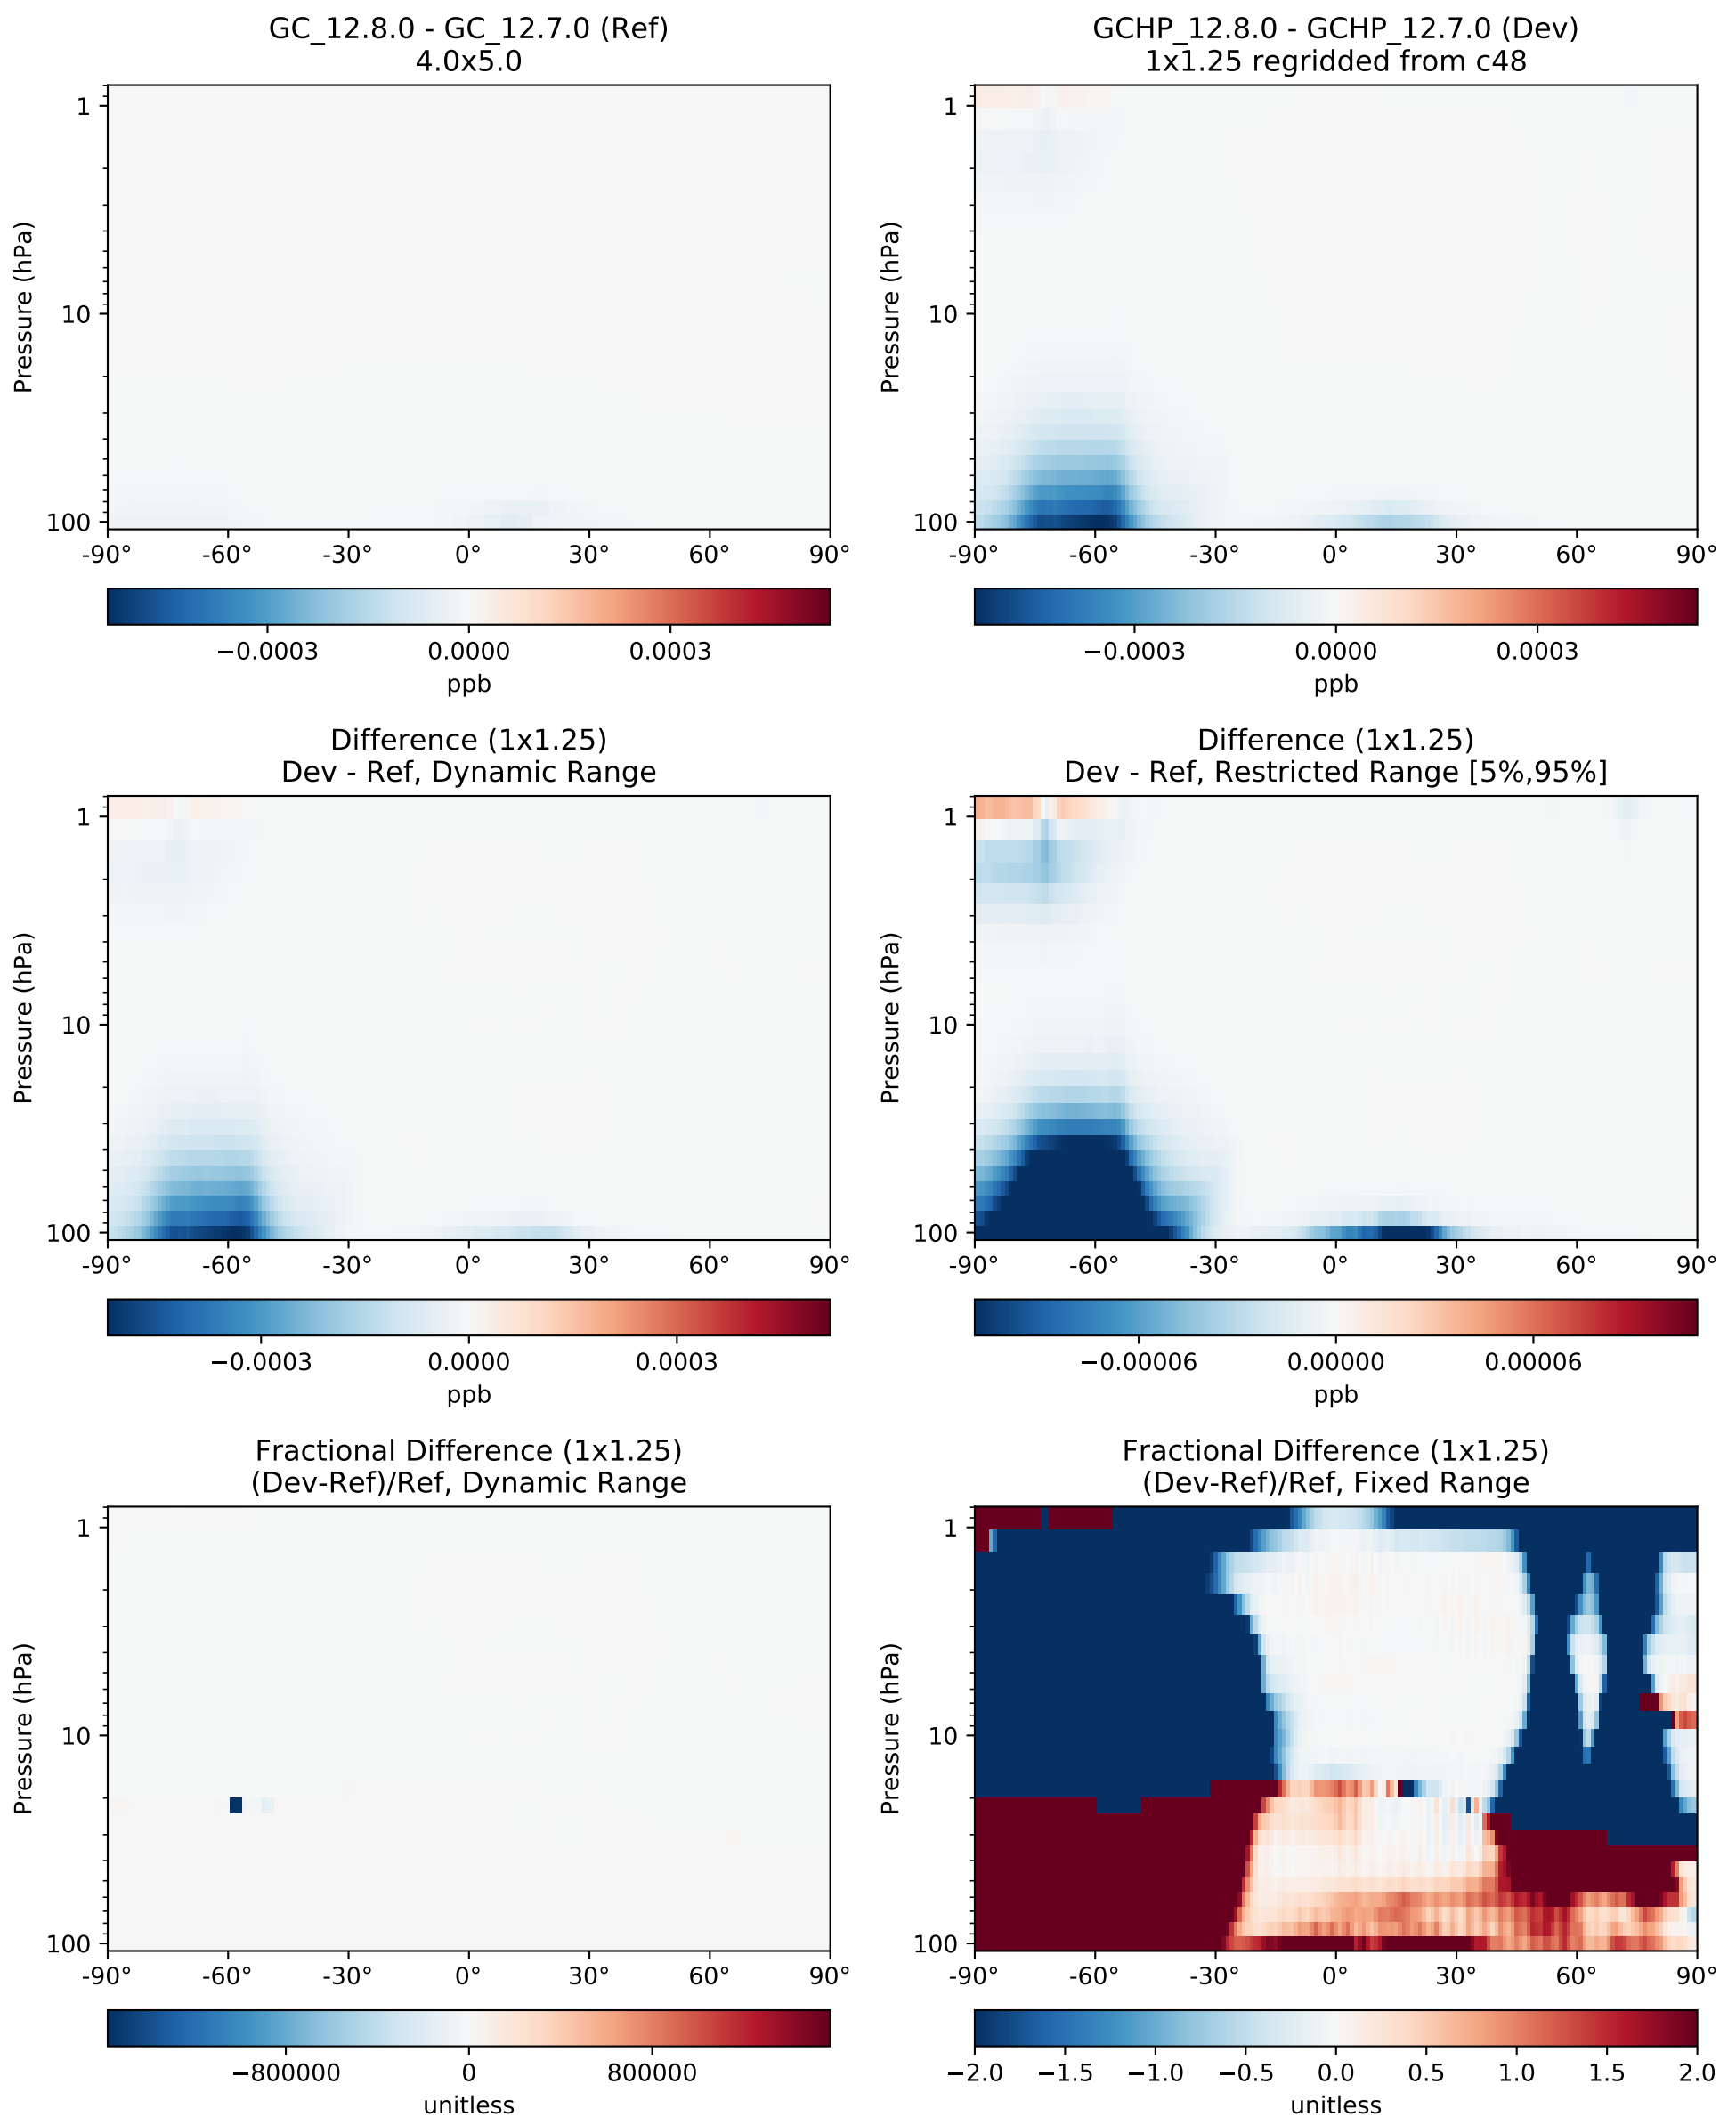 GC_12.8.0 - GC_12.7.0 (Ref)
4.0x5.0
Pressure (hPa)
1
10
100
-90° -60° -30° 0° 30° 60° 90°
−0.0003 0.0000 0.0003
ppb
GCHP_12.8.0 - GCHP_12.7.0 (Dev)
1x1.25 regridded from c48
Pressure (hPa)
1
10
100
-90° -60° -30° 0° 30° 60° 90°
−0.0003 0.0000 0.0003
ppb
Difference (1x1.25)
Dev - Ref, Dynamic Range
Pressure (hPa)
1
10
100
-90° -60° -30° 0° 30° 60° 90°
−0.0003 0.0000 0.0003
ppb
Difference (1x1.25)
Dev - Ref, Restricted Range [5%,95%]
Pressure (hPa)
1
10
100
-90° -60° -30° 0° 30° 60° 90°
−0.00006 0.00000 0.00006
ppb
Fractional Difference (1x1.25)
(Dev-Ref)/Ref, Dynamic Range
Pressure (hPa)
1
10
100
-90° -60° -30° 0° 30° 60° 90°
−800000 0 800000
unitless
Fractional Difference (1x1.25)
(Dev-Ref)/Ref, Fixed Range
Pressure (hPa)
1
10
100
-90° -60° -30° 0° 30° 60° 90°
−2.0 −1.5 −1.0 −0.5 0.0 0.5 1.0 1.5 2.0
unitless